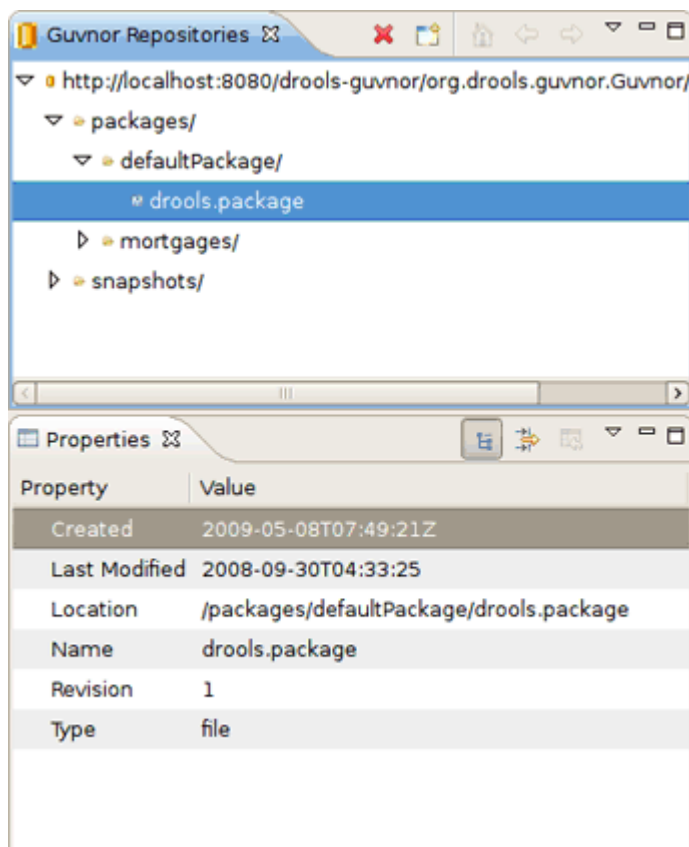 Guvnor Repositories
http://localhost:8080/drools-guvnor/org.drools.guvnor.Guvnor/
packages/
defaultPackage/
drools.package
mortgages/
snapshots/
Properties
Property Value
Created 2009-05-08T07:49:21Z
Last Modified 2008-09-30T04:33:25
Location /packages/defaultPackage/drools.package
Name drools.package
Revision 1
Type file